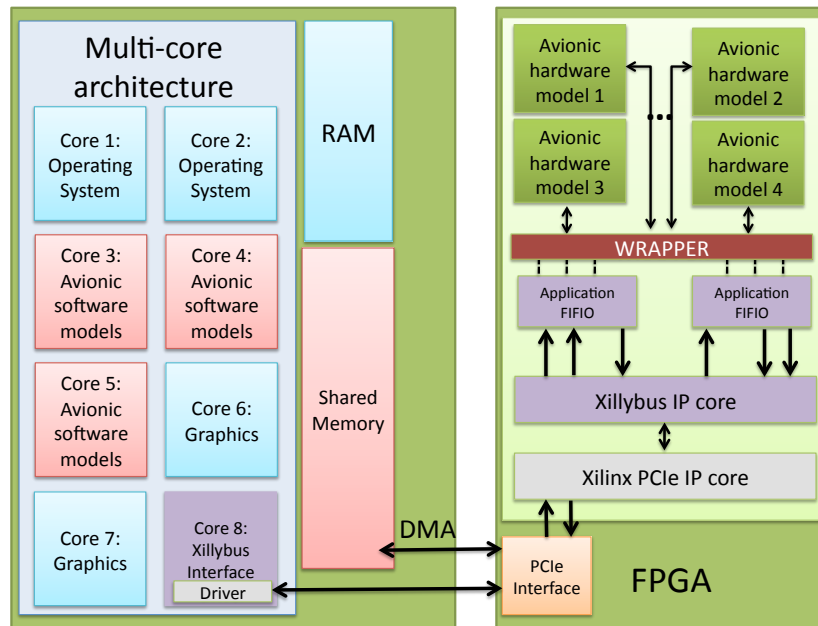 Multi-core
architecture
Core 1:
Operating
System
Core 2:
Operating
System
Core 3:
Avionic
software
models
Core 4:
Avionic
software
models
Core 5:
Avionic
software
models
Core 6:
Graphics
Core 7:
Graphics
Core 8:
Xillybus
Interface
Driver
RAM
Shared
Memory
DMA
Avionic
hardware
model 1
Avionic
hardware
model 2
Avionic
hardware
model 3
Avionic
hardware
model 4
WRAPPER
Application
FIFIO
Application
FIFIO
Xillybus IP core
Xilinx PCIe IP core
PCIe
Interface
FPGA